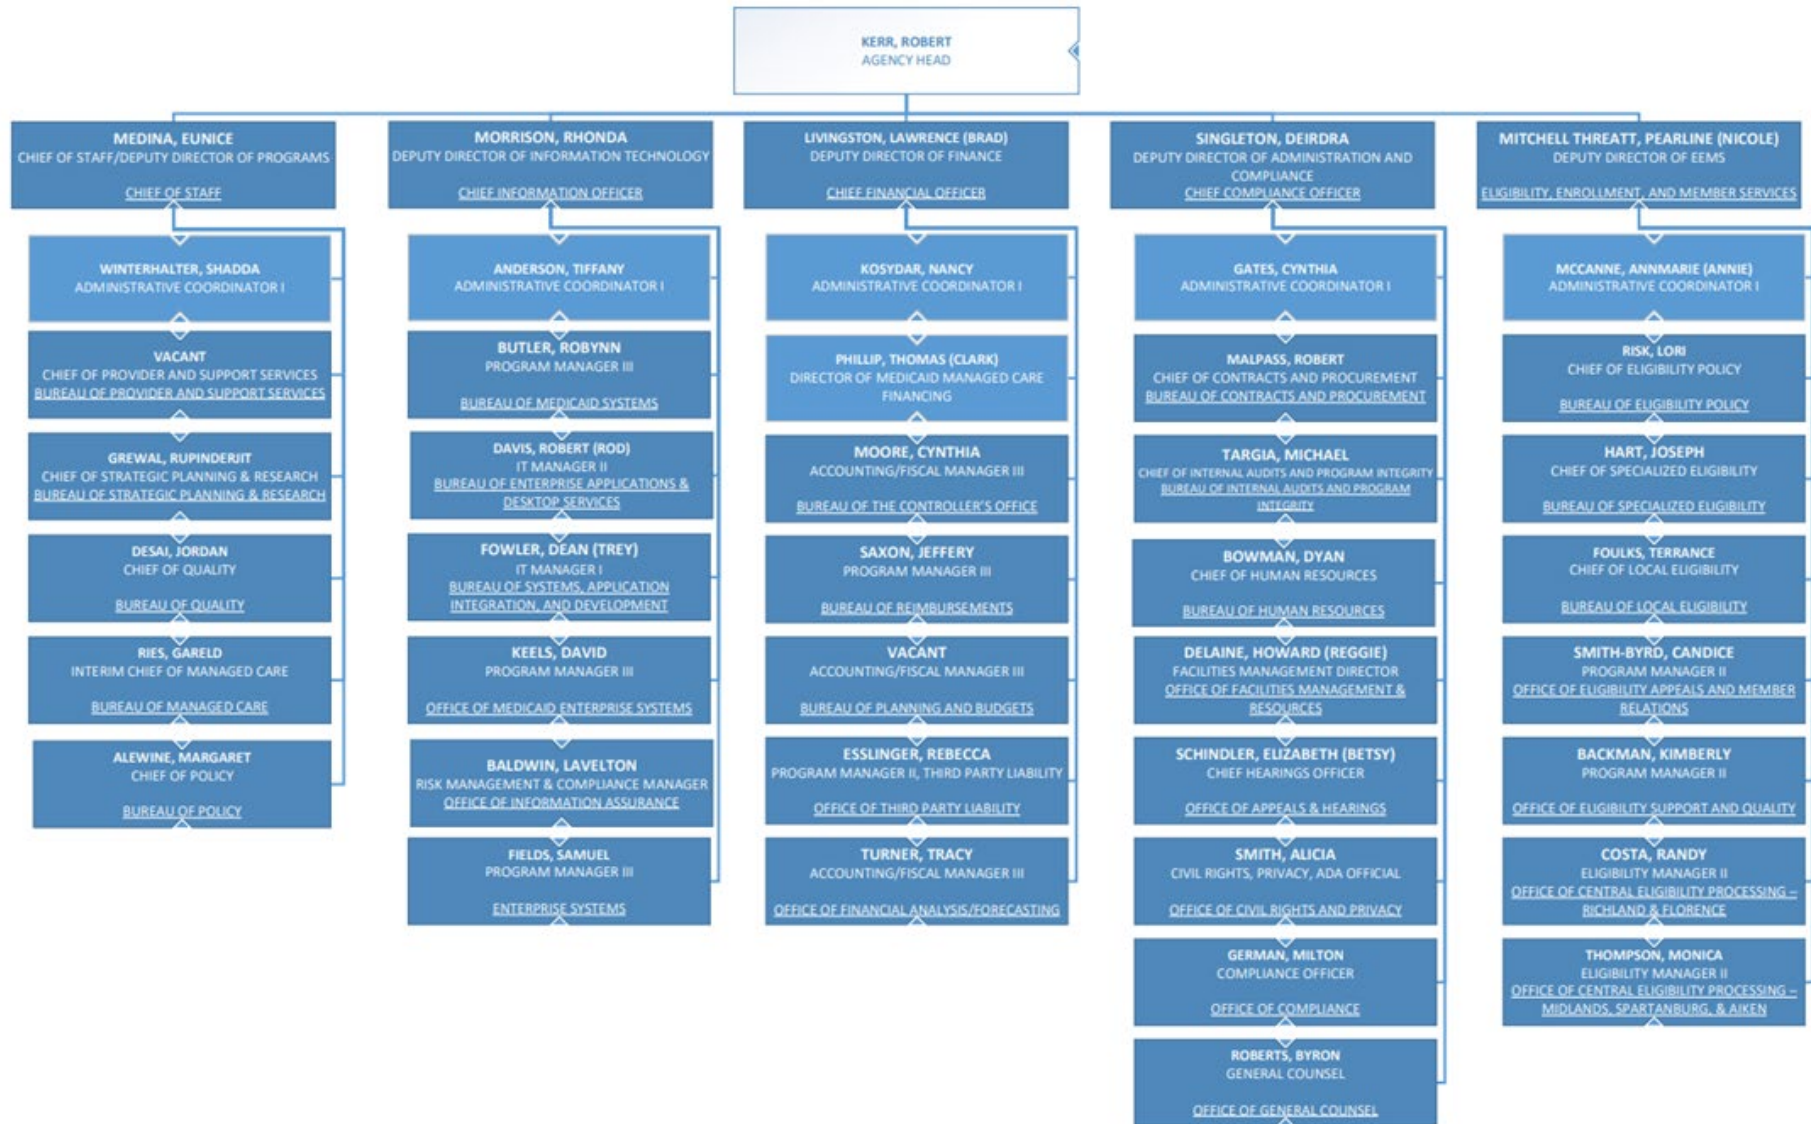 KERR, ROBERT
AGENCY HEAD
MEDINA, EUNICE
CHIEF OF STAFF/DEPUTY DIRECTOR OF PROGRAMS
CHIEF OF STAFF
WINTERHALTER, SHADDA
ADMINISTRATIVE COORDINATOR I
VACANT
CHIEF OF PROVIDER AND SUPPORT SERVICES
BUREAU OF PROVIDER AND SUPPORT SERVICES
GREWAL, RUPINDERJIT
CHIEF OF STRATEGIC PLANNING & RESEARCH
BUREAU OF STRATEGIC PLANNING & RESEARCH
DESAI, JORDAN
CHIEF OF QUALITY
BUREAU OF QUALITY
RIES, GARELD
INTERIM CHIEF OF MANAGED CARE
BUREAU OF MANAGED CARE
ALEWINE, MARGARET
CHIEF OF POLICY
BUREAU OF POLICY
MORRISON, RHONDA
DEPUTY DIRECTOR OF INFORMATION TECHNOLOGY
CHIEF INFORMATION OFFICER
ANDERSON, TIFFANY
ADMINISTRATIVE COORDINATOR I
BUTLER, ROBYNN
PROGRAM MANAGER III
BUREAU OF MEDICAID SYSTEMS
DAVIS, ROBERT (ROD)
IT MANAGER II
BUREAU OF ENTERPRISE APPLICATIONS &
DESKTOP SERVICES
FOWLER, DEAN (TREY)
IT MANAGER I
BUREAU OF SYSTEMS, APPLICATION
INTEGRATION, AND DEVELOPMENT
KEELS, DAVID
PROGRAM MANAGER III
OFFICE OF MEDICAID ENTERPRISE SYSTEMS
BALDWIN, LAVELTON
RISK MANAGEMENT & COMPLIANCE MANAGER
OFFICE OF INFORMATION ASSURANCE
FIELDS, SAMUEL
PROGRAM MANAGER III
ENTERPRISE SYSTEMS
LIVINGSTON, LAWRENCE (BRAD)
DEPUTY DIRECTOR OF FINANCE
CHIEF FINANCIAL OFFICER
KOSYDAR, NANCY
ADMINISTRATIVE COORDINATOR I
PHILLIP, THOMAS (CLARK)
DIRECTOR OF MEDICAID MANAGED CARE
FINANCING
MOORE, CYNTHIA
ACCOUNTING/FISCAL MANAGER III
BUREAU OF THE CONTROLLER'S OFFICE
SAXON, JEFFERY
PROGRAM MANAGER III
BUREAU OF REIMBURSEMENTS
VACANT
ACCOUNTING/FISCAL MANAGER III
BUREAU OF PLANNING AND BUDGETS
ESSLINGER, REBECCA
PROGRAM MANAGER II, THIRD PARTY LIABILITY
OFFICE OF THIRD PARTY LIABILITY
TURNER, TRACY
ACCOUNTING/FISCAL MANAGER III
OFFICE OF FINANCIAL ANALYSIS/FORECASTING
SINGLETON, DEIRDRA
DEPUTY DIRECTOR OF ADMINISTRATION AND
COMPLIANCE
CHIEF COMPLIANCE OFFICER
GATES, CYNTHIA
ADMINISTRATIVE COORDINATOR I
MALPASS, ROBERT
CHIEF OF CONTRACTS AND PROCUREMENT
BUREAU OF CONTRACTS AND PROCUREMENT
TARGIA, MICHAEL
CHIEF OF INTERNAL AUDITS AND PROGRAM INTEGRITY
BUREAU OF INTERNAL AUDITS AND PROGRAM
INTEGRITY
BOWMAN, DYAN
CHIEF OF HUMAN RESOURCES
BUREAU OF HUMAN RESOURCES
DELAINE, HOWARD (REGGIE)
FACILITIES MANAGEMENT DIRECTOR
OFFICE OF FACILITIES MANAGEMENT &
RESOURCES
SCHINDLER, ELIZABETH (BETSY)
CHIEF HEARINGS OFFICER
OFFICE OF APPEALS & HEARINGS
SMITH, ALICIA
CIVIL RIGHTS, PRIVACY, ADA OFFICIAL
OFFICE OF CIVIL RIGHTS AND PRIVACY
GERMAN, MILTON
COMPLIANCE OFFICER
OFFICE OF COMPLIANCE
ROBERTS, BYRON
GENERAL COUNSEL
OFFICE OF GENERAL COUNSEL
MITCHELL THREATT, PEARLINE (NICOLE)
DEPUTY DIRECTOR OF EEMS
ELIGIBILITY, ENROLLMENT, AND MEMBER SERVICES
MCCANNE, ANNMARIE (ANNIE)
ADMINISTRATIVE COORDINATOR I
RISK, LORI
CHIEF OF ELIGIBILITY POLICY
BUREAU OF ELIGIBILITY POLICY
HART, JOSEPH
CHIEF OF SPECIALIZED ELIGIBILITY
BUREAU OF SPECIALIZED ELIGIBILITY
FOULKS, TERRANCE
CHIEF OF LOCAL ELIGIBILITY
BUREAU OF LOCAL ELIGIBILITY
SMITH-BYRD, CANDICE
PROGRAM MANAGER II
OFFICE OF ELIGIBILITY APPEALS AND MEMBER
RELATIONS
BACKMAN, KIMBERLY
PROGRAM MANAGER II
OFFICE OF ELIGIBILITY SUPPORT AND QUALITY
COSTA, RANDY
ELIGIBILITY MANAGER II
OFFICE OF CENTRAL ELIGIBILITY PROCESSING –
RICHLAND & FLORENCE
THOMPSON, MONICA
ELIGIBILITY MANAGER II
OFFICE OF CENTRAL ELIGIBILITY PROCESSING –
MIDLANDS, SPARTANBURG, & AIKEN